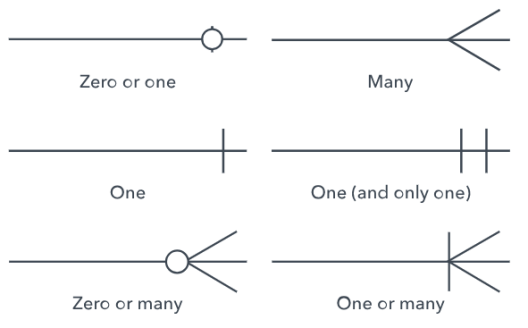 Zero or one
Many
One
One (and only one)
Zero or many
One or many